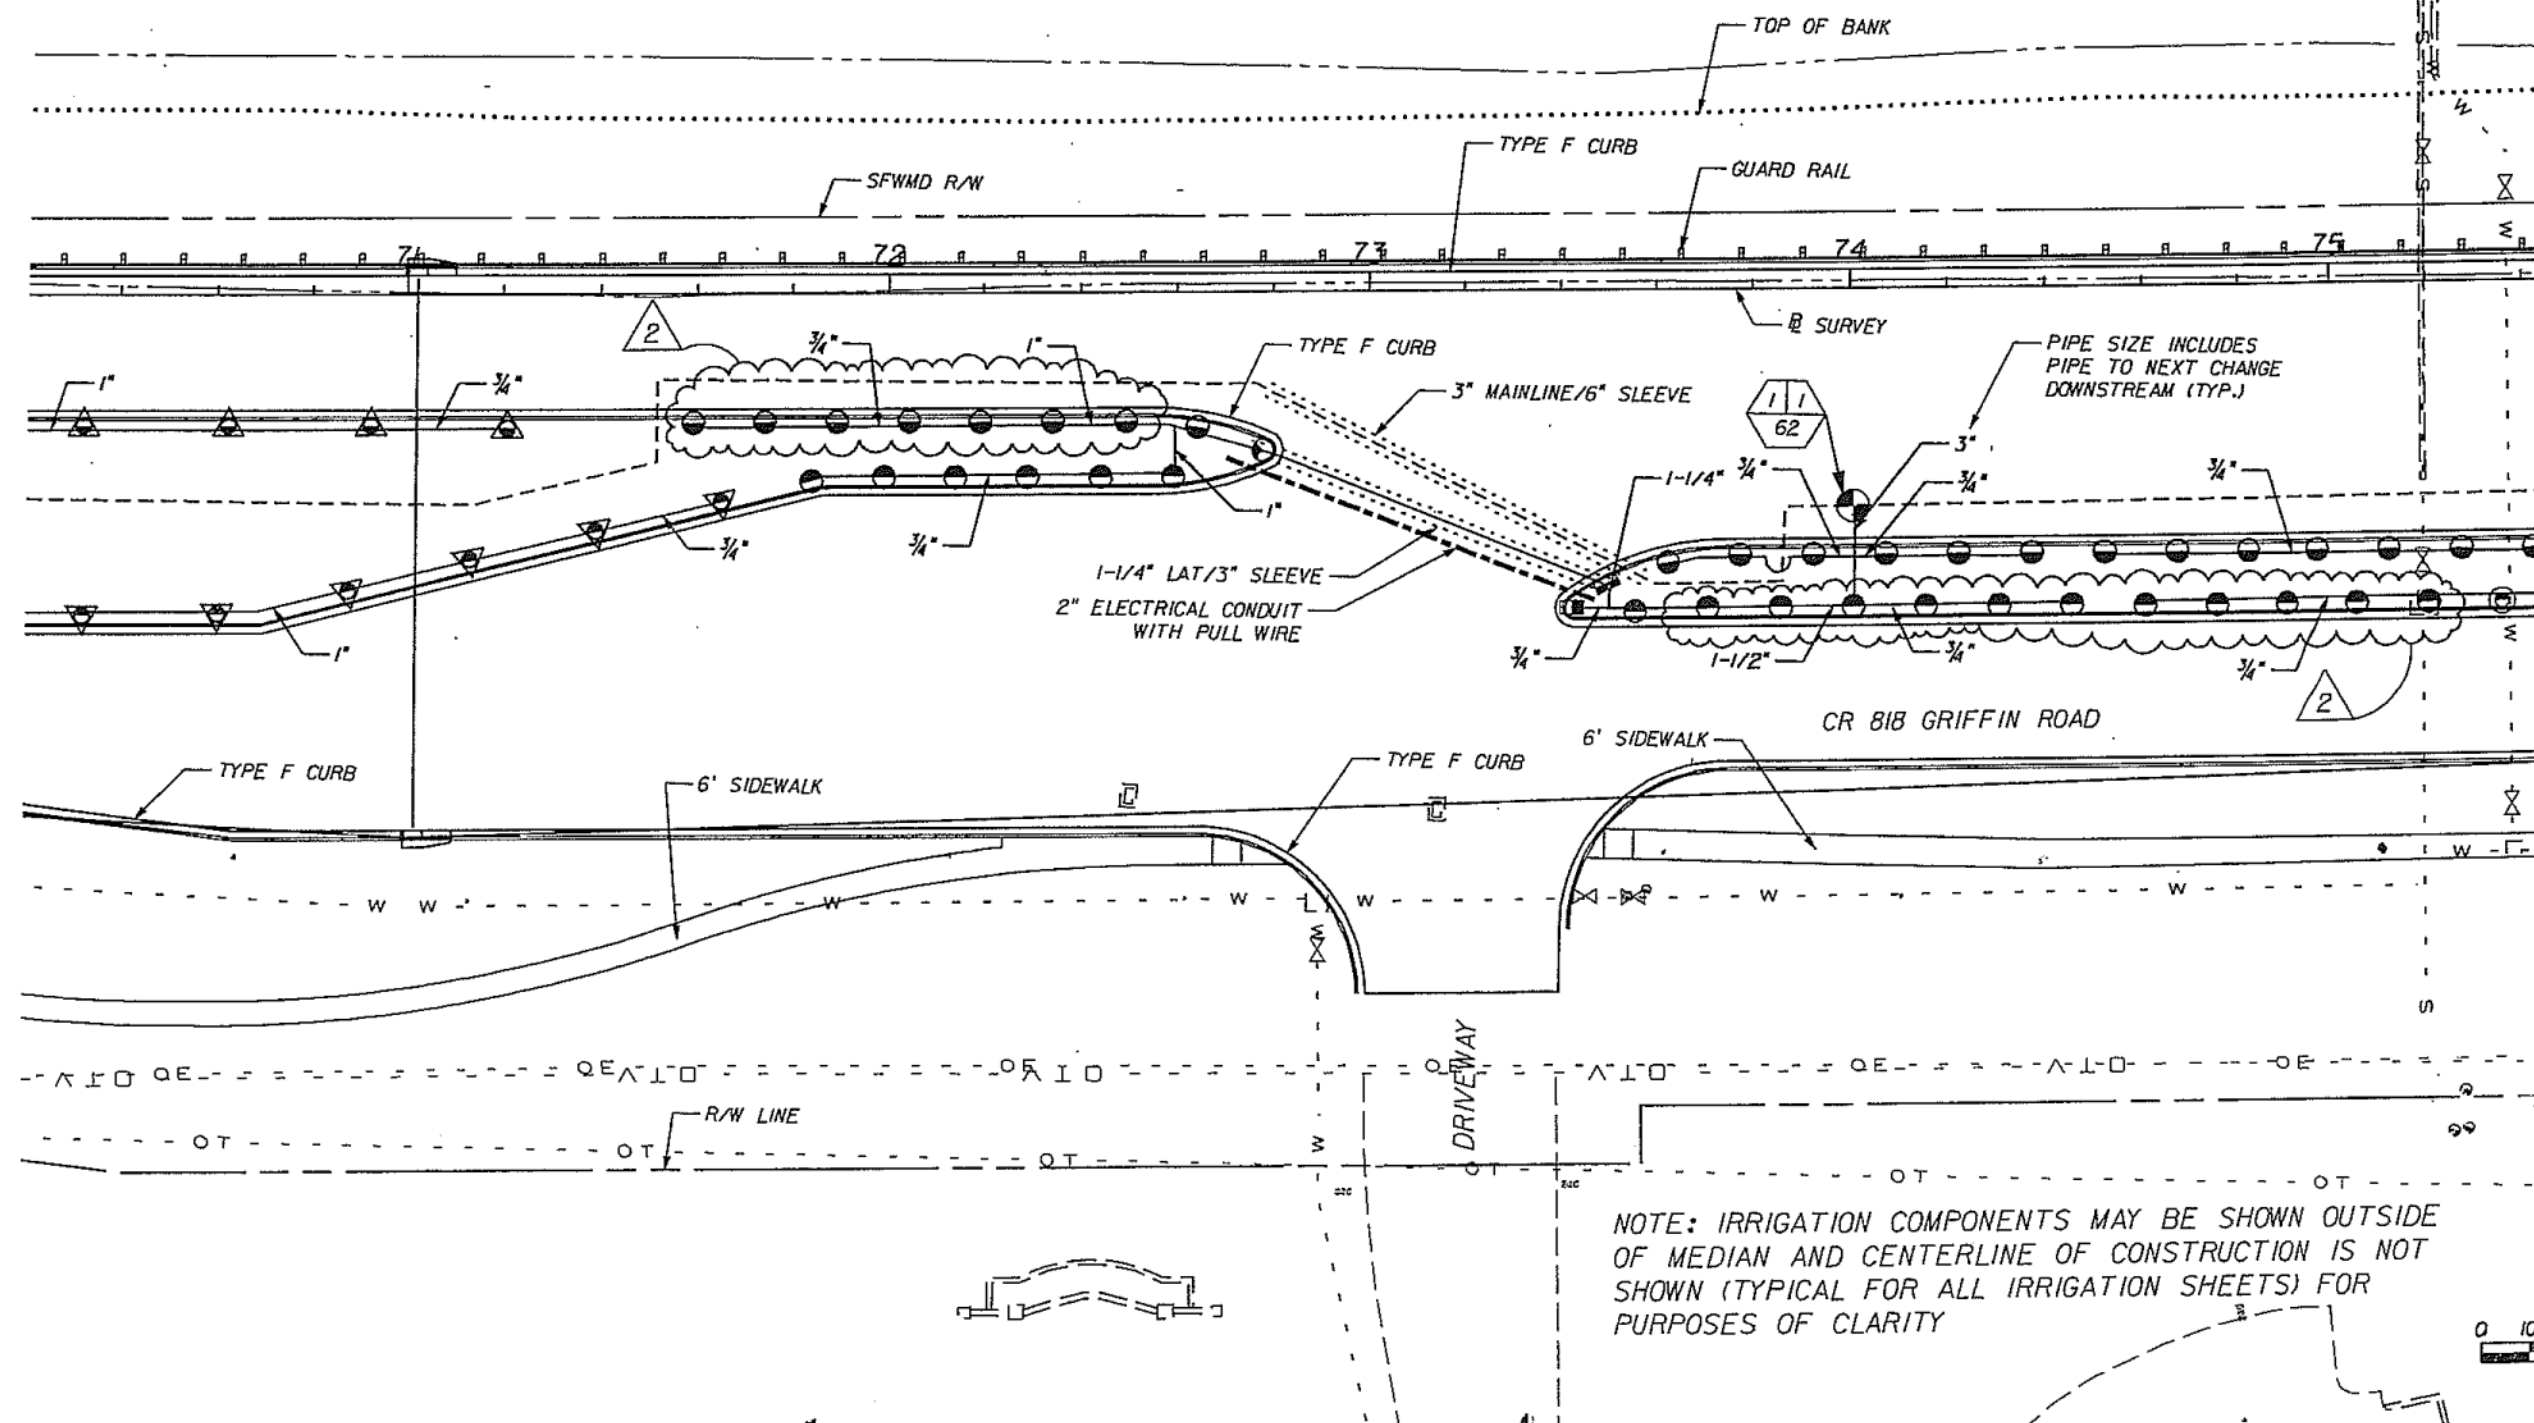 TOP OF BANK
TYPE F CURB
GUARD RAIL
SFWMD R/W
71
72
73
74
75
SURVEY
2
3/4"
1"
TYPE F CURB
PIPE SIZE INCLUDES
PIPE TO NEXT CHANGE
DOWNSTREAM (TYP.)
1"
3/4"
3" MAINLINE/6" SLEEVE
1 1
62
3"
1-1/4"
3/4"
3/4"
3/4"
1"
3/4"
3/4"
1-1/4" LAT/3" SLEEVE
2" ELECTRICAL CONDUIT
WITH PULL WIRE
1"
3/4"
1-1/2"
3/4"
3/4"
2
CR 818 GRIFFIN ROAD
6' SIDEWALK
TYPE F CURB
TYPE F CURB
6' SIDEWALK
W
W W W W W W W
W
S
S
W
W
W
OE OE OE OE OE OE
DRIVEWAY
R/W LINE
W
OT OT OT OT OT OT
NOTE: IRRIGATION COMPONENTS MAY BE SHOWN OUTSIDE
OF MEDIAN AND CENTERLINE OF CONSTRUCTION IS NOT
SHOWN (TYPICAL FOR ALL IRRIGATION SHEETS) FOR
PURPOSES OF CLARITY
0 10